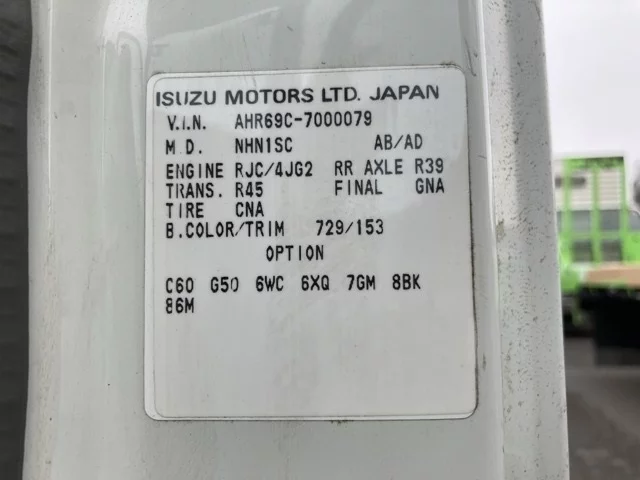 ISUZU MOTORS LTD. JAPAN
V.I.N. AHR69C-7000079
M.D. NHN1SC AB/AD
ENGINE RJC/4JG2 RR AXLE R39
TRANS. R45 FINAL GNA
TIRE CNA
B.COLOR/TRIM 729/153
OPTION
C60 G50 6WC 6XQ 7GM 8BK
86M